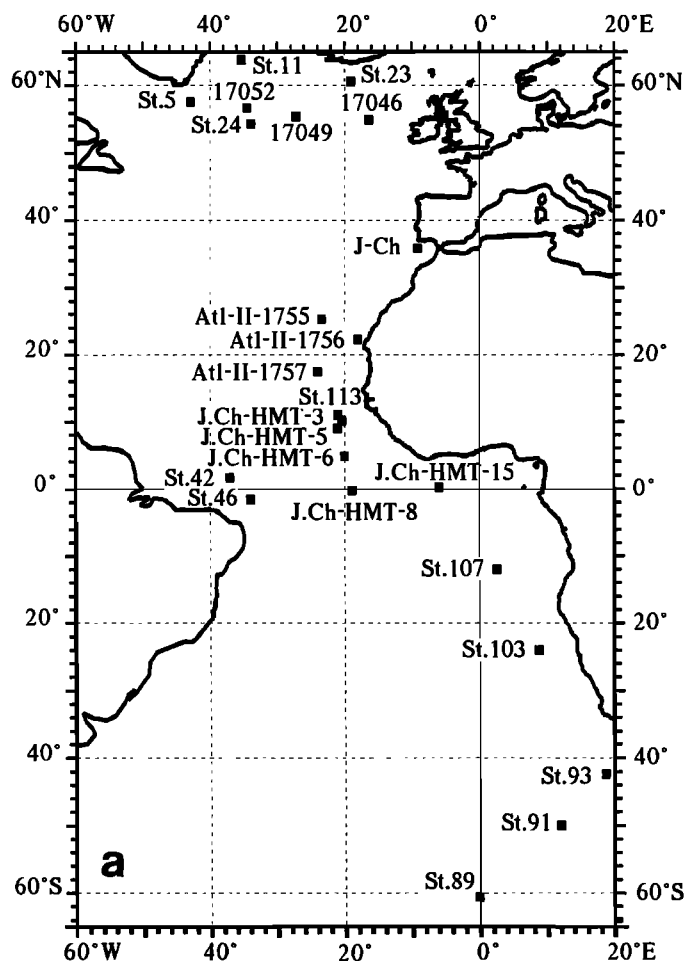 60°W 40° 20° 0° 20°E
60°N 60°N
St.11
St.23
St.5
17052
17046
St.24
17049
40° 40°
J-Ch
Atl-II-1755
Atl-II-1756
20° 20°
Atl-II-1757
St.113
J.Ch-HMT-3
J.Ch-HMT-5
J.Ch-HMT-6
J.Ch-HMT-15
St.42
0° 0°
St.46
J.Ch-HMT-8
St.107
20° 20°
St.103
40° 40°
St.93
St.91
a
St.89
60°S 60°S
60°W 40° 20° 0° 20°E